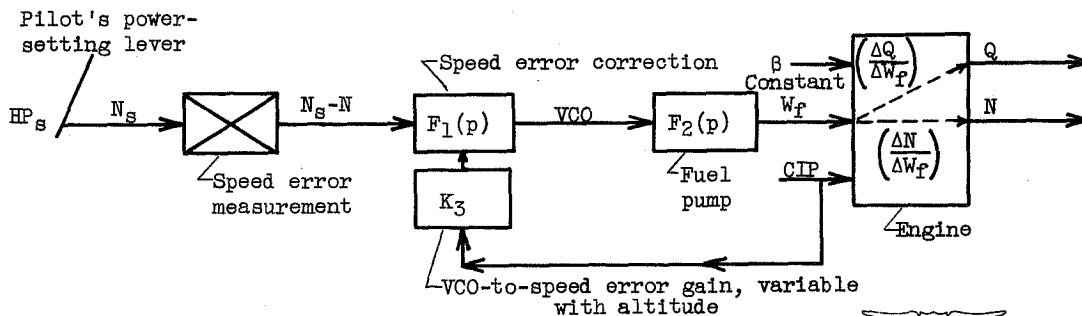 Pilot's power-
setting lever
HPs
Ns
Speed error
measurement
Ns-N
Speed error correction
F1(p)
K3
VCO-to-speed error gain, variable
with altitude
VCO
F2(p)
Fuel
pump
β
Constant
Wf
CIP
(ΔQ/ΔWf)
(ΔN/ΔWf)
Engine
Q
N